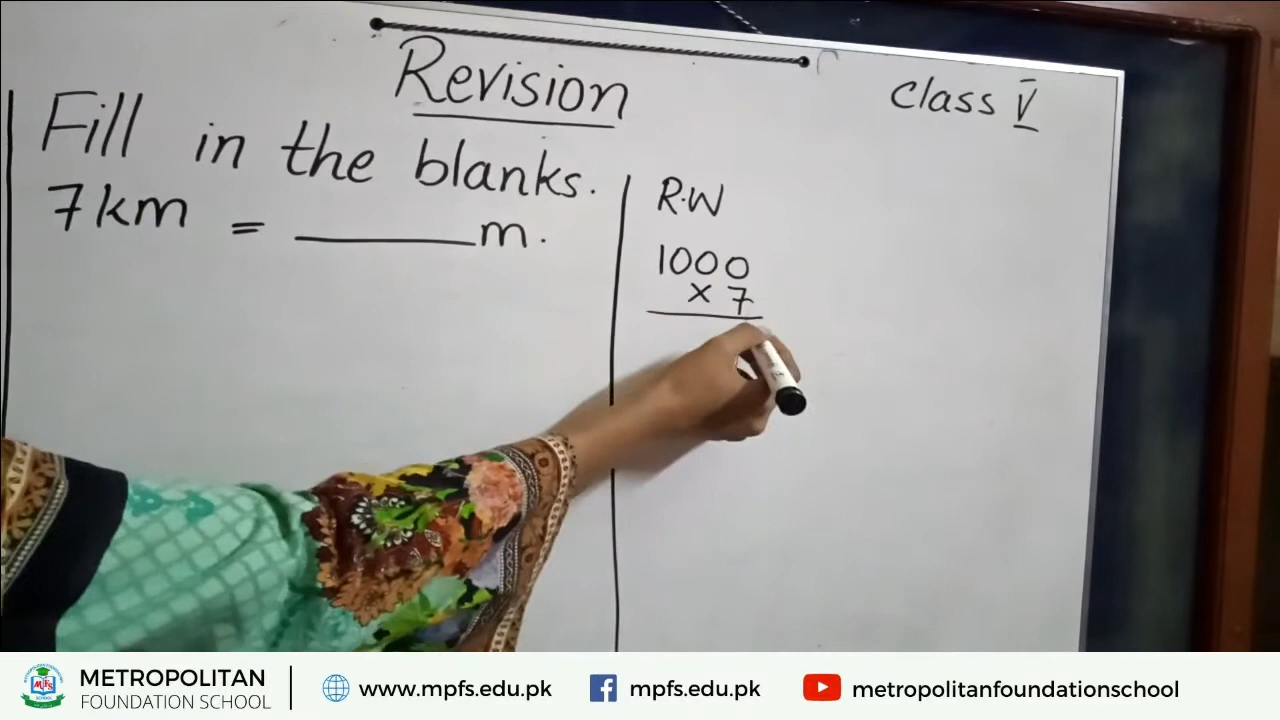 Revision
Class V
Fill in the blanks.
7km = ______ m.
R.W
1000
× 7
METROPOLITAN
FOUNDATION SCHOOL
www.mpfs.edu.pk
mpfs.edu.pk
metropolitanfoundationschool